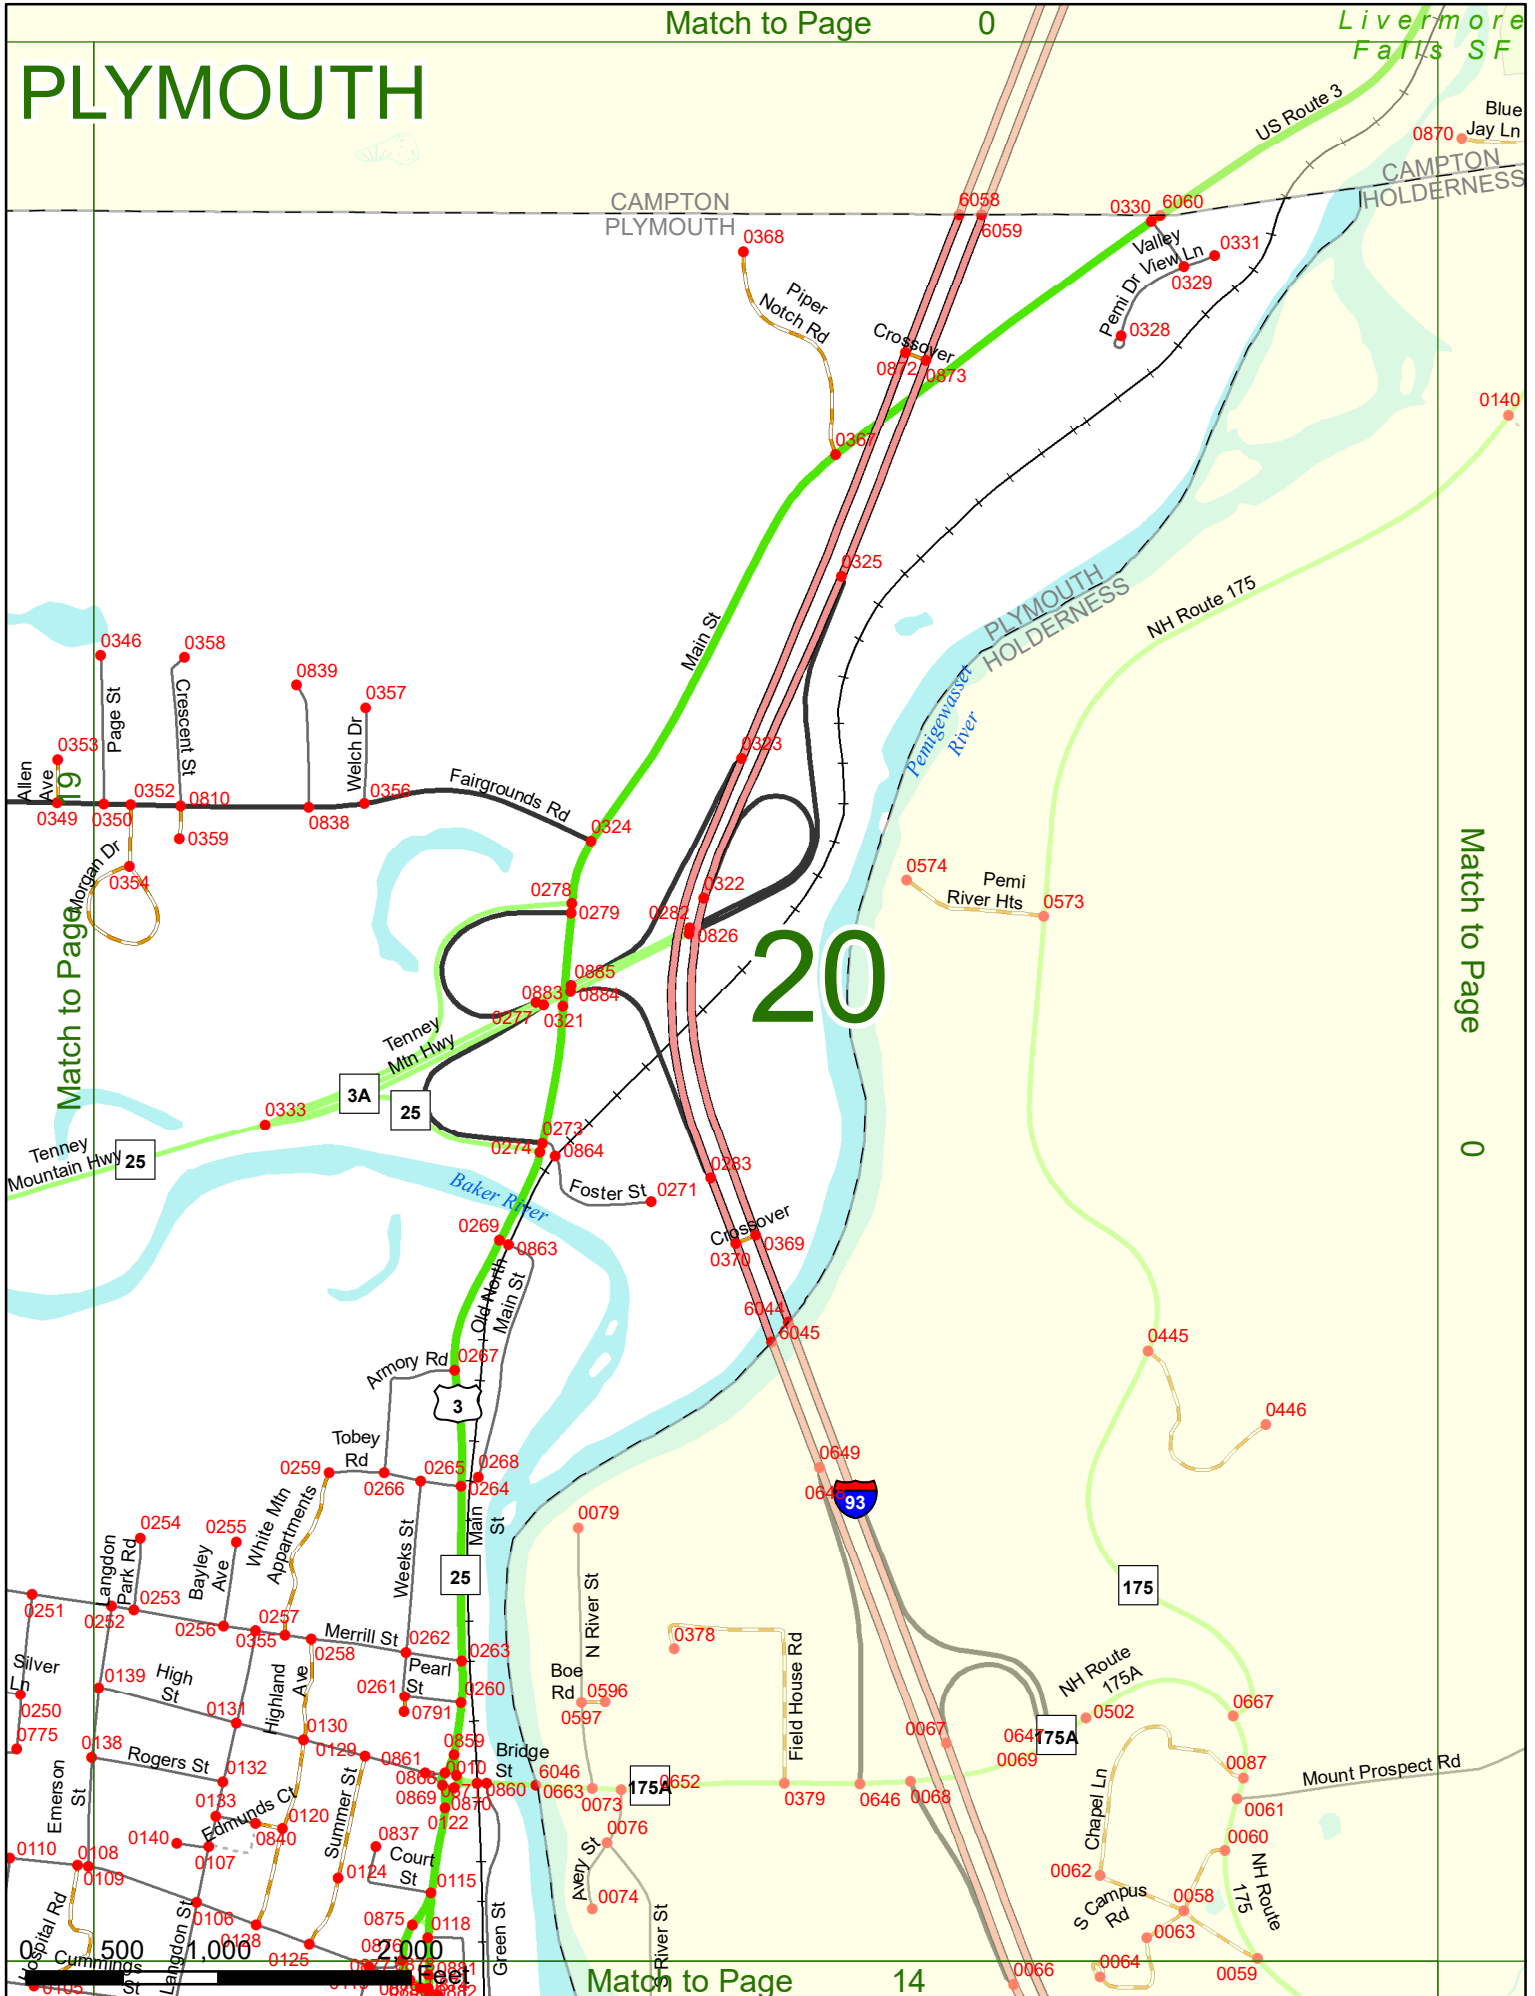 Match to Page 0
Livermore
Falls SF
PLYMOUTH
US Route 3
Blue
Jay Ln
0870
CAMPTON
HOLDERNESS
CAMPTON
PLYMOUTH
6058
6059
0330
6060
Valley
View Ln
0331
0329
Pemi Dr
0328
0368
Piper
Notch Rd
Crossover
0872
0873
0140
0367
0325
PLYMOUTH
HOLDERNESS
NH Route 175
Main St
Pemigewasset
River
0346
0358
0839
0357
Page St
Crescent St
Welch Dr
0353
Allen
Ave
19
0349
0350
0352
0810
0838
0356
0359
Fairgrounds Rd
0323
0324
Morgan Dr
0354
Match to Page
0574
Pemi
River Hts
0573
Match to Page 0
0278
0279
0322
0282
0826
20
0885
0884
0883
0277
0321
Tenney
Mtn Hwy
3A
25
0333
Tenney
Mountain Hwy
25
0273
0274
0864
Foster St
0271
0283
Baker River
0269
0863
Crossover
0369
0370
Old North
Main St
6044
6045
0445
0446
Armory Rd
0267
3
Tobey
Rd
0259
0266
0265
0268
0264
0649
93
0079
Main
St
White Mtn
Appartments
Weeks St
0254
0255
Langdon
Park Rd
Bayley
Ave
25
175
0251
0252
0253
0256
0257
0355
0258
Merrill St
0262
0263
N River St
0378
Field House Rd
Silver
Ln
0139
High
St
Highland
Ave
Pearl
St
0261
0260
0791
Boe
Rd
0596
0597
NH Route
175A
0502
0667
0250
0131
0130
0775
0138
Rogers St
0132
0129
0861
0859
0010
Bridge
St
6046
0067
0647
0069
175A
0087
Mount Prospect Rd
0868
0869
0871
0870
0860
0663
0073
175A
0652
0379
0646
0068
0061
Emerson
St
0133
Edmunds Ct
0120
0840
0122
Summer St
0140
0107
0837
Court
St
0124
0076
Avery St
0074
Chapel Ln
0060
0062
NH Route
175
0058
S Campus
Rd
0063
0064
0059
0110
0108
0109
0115
0106
0128
0125
0875
0118
Hospital Rd
Langdon St
Green St
S River St
0066
0 500 1,000 2,000
Feet
Cummings
St
0105
0876
0881
0882
Match to Page 14